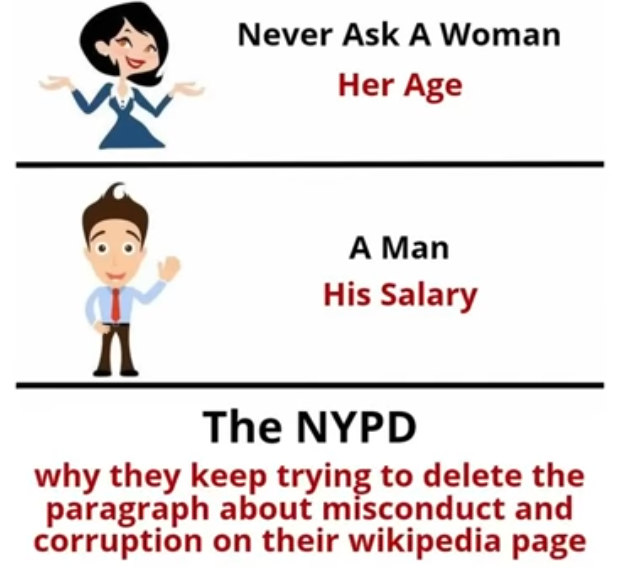 Never Ask A Woman
Her Age
A Man
His Salary
The NYPD
why they keep trying to delete the
paragraph about misconduct and
corruption on their wikipedia page